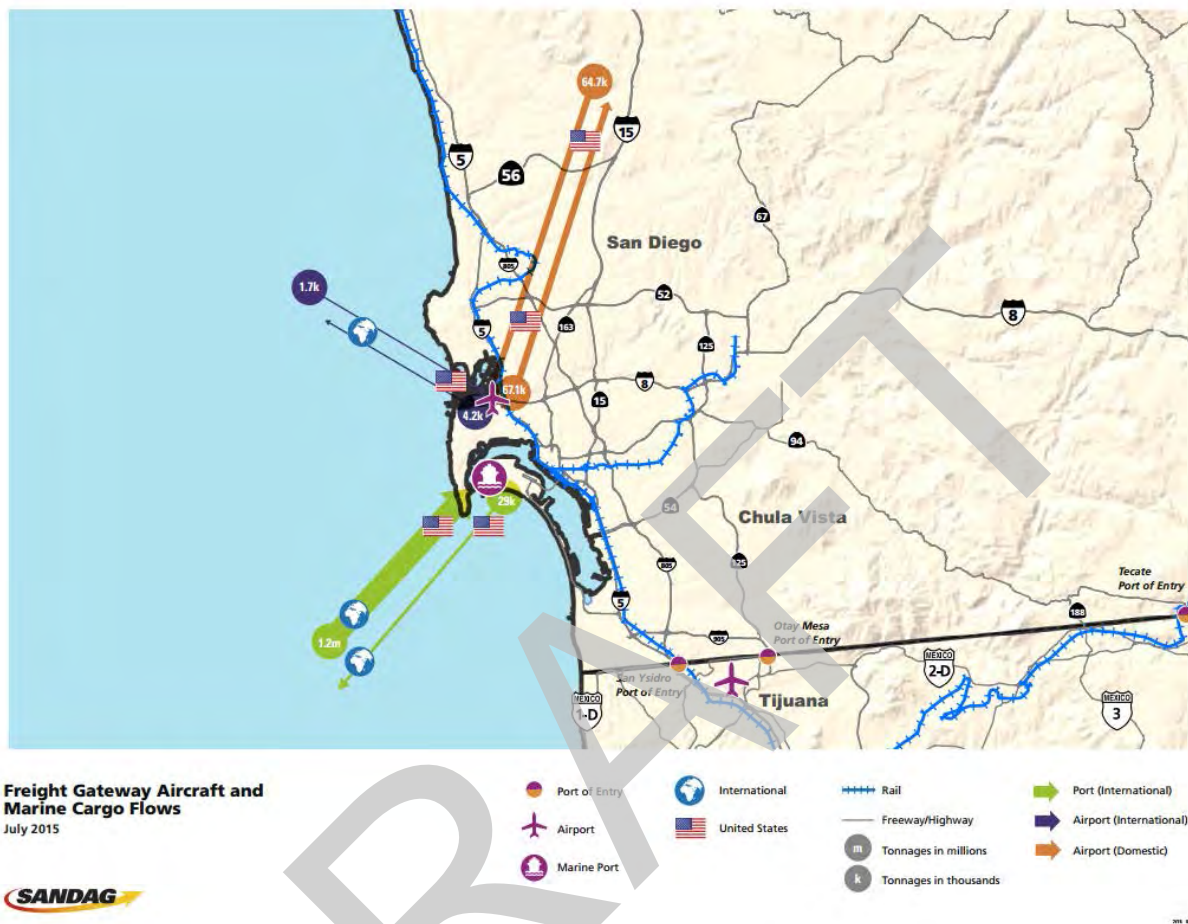 64.7k
15
5
56
67
San Diego
805
1.7k
52
8
5
163
125
67.1k
8
4.2k
15
94
29k
54
Chula Vista
805
125
Tecate
Port of Entry
5
188
1.2m
805
Otay Mesa
Port of Entry
MEXICO
2-D
San Ysidro
Port of Entry
Tijuana
MEXICO
1-D
MEXICO
3
DRAFT
Freight Gateway Aircraft and
Marine Cargo Flows
July 2015
Port of Entry
Airport
Marine Port
International
United States
Rail
Freeway/Highway
m Tonnages in millions
k Tonnages in thousands
Port (International)
Airport (International)
Airport (Domestic)
SANDAG